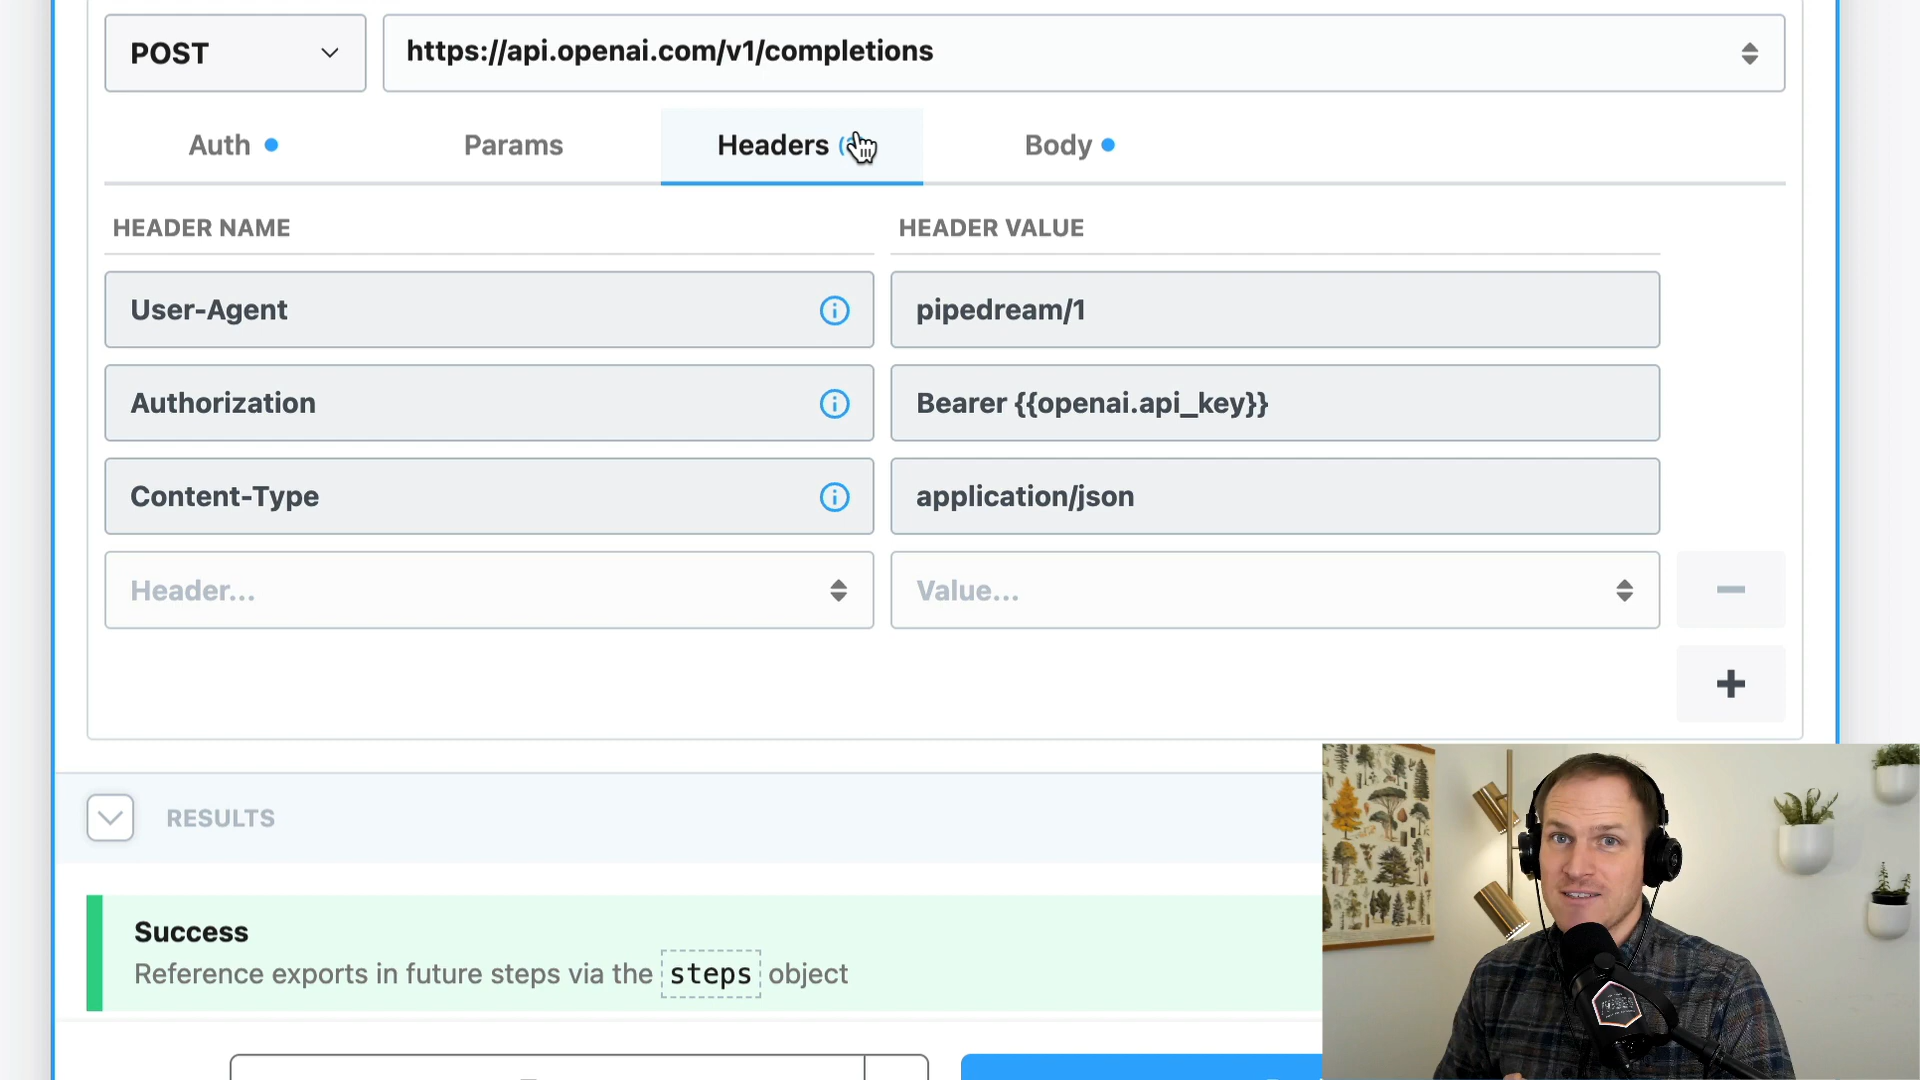 POST
https://api.openai.com/v1/completions
Auth
Params
Headers
Body
HEADER NAME
HEADER VALUE
User-Agent
pipedream/1
Authorization
Bearer {{openai.api_key}}
Content-Type
application/json
Header...
Value...
RESULTS
Success
Reference exports in future steps via the steps object